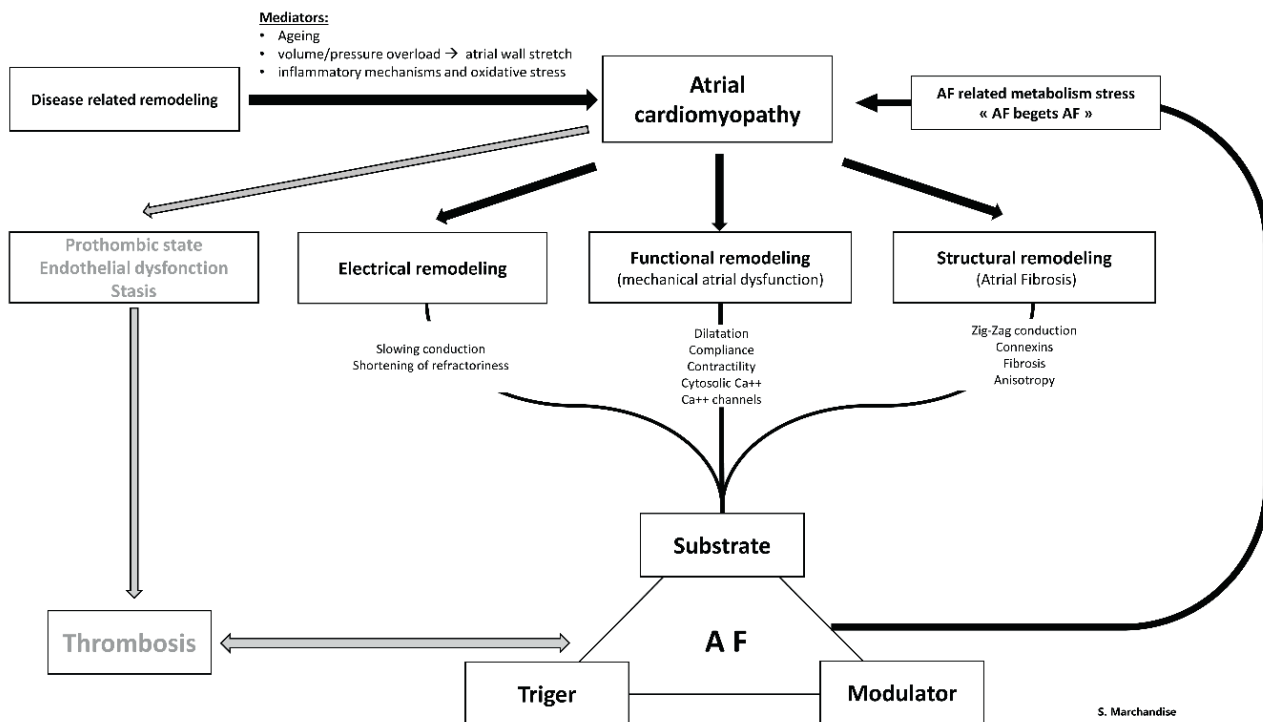 Mediators:
• Ageing
• volume/pressure overload → atrial wall stretch
• inflammatory mechanisms and oxidative stress
Disease related remodeling
Atrial
cardiomyopathy
AF related metabolism stress
« AF begets AF »
Prothombic state
Endothelial dysfonction
Stasis
Electrical remodeling
Functional remodeling
(mechanical atrial dysfunction)
Structural remodeling
(Atrial Fibrosis)
Slowing conduction
Shortening of refractoriness
Dilatation
Compliance
Contractility
Cytosolic Ca++
Ca++ channels
Zig-Zag conduction
Connexins
Fibrosis
Anisotropy
Substrate
Thrombosis
A F
Triger
Modulator
S. Marchandise